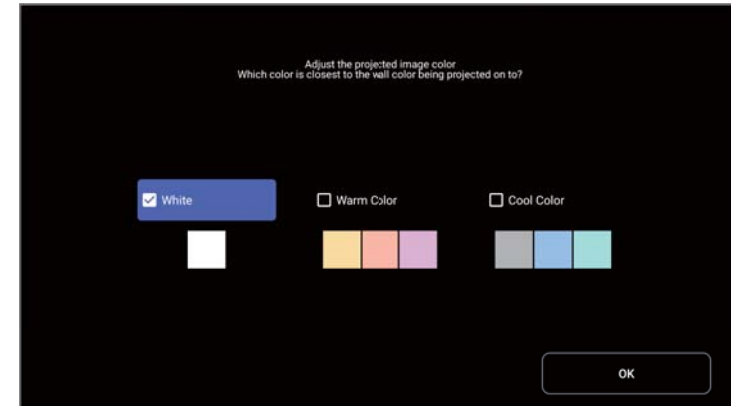 Adjust the projected image color
Which color is closest to the wall color being projected on to?
White
Warm Color
Cool Color
OK